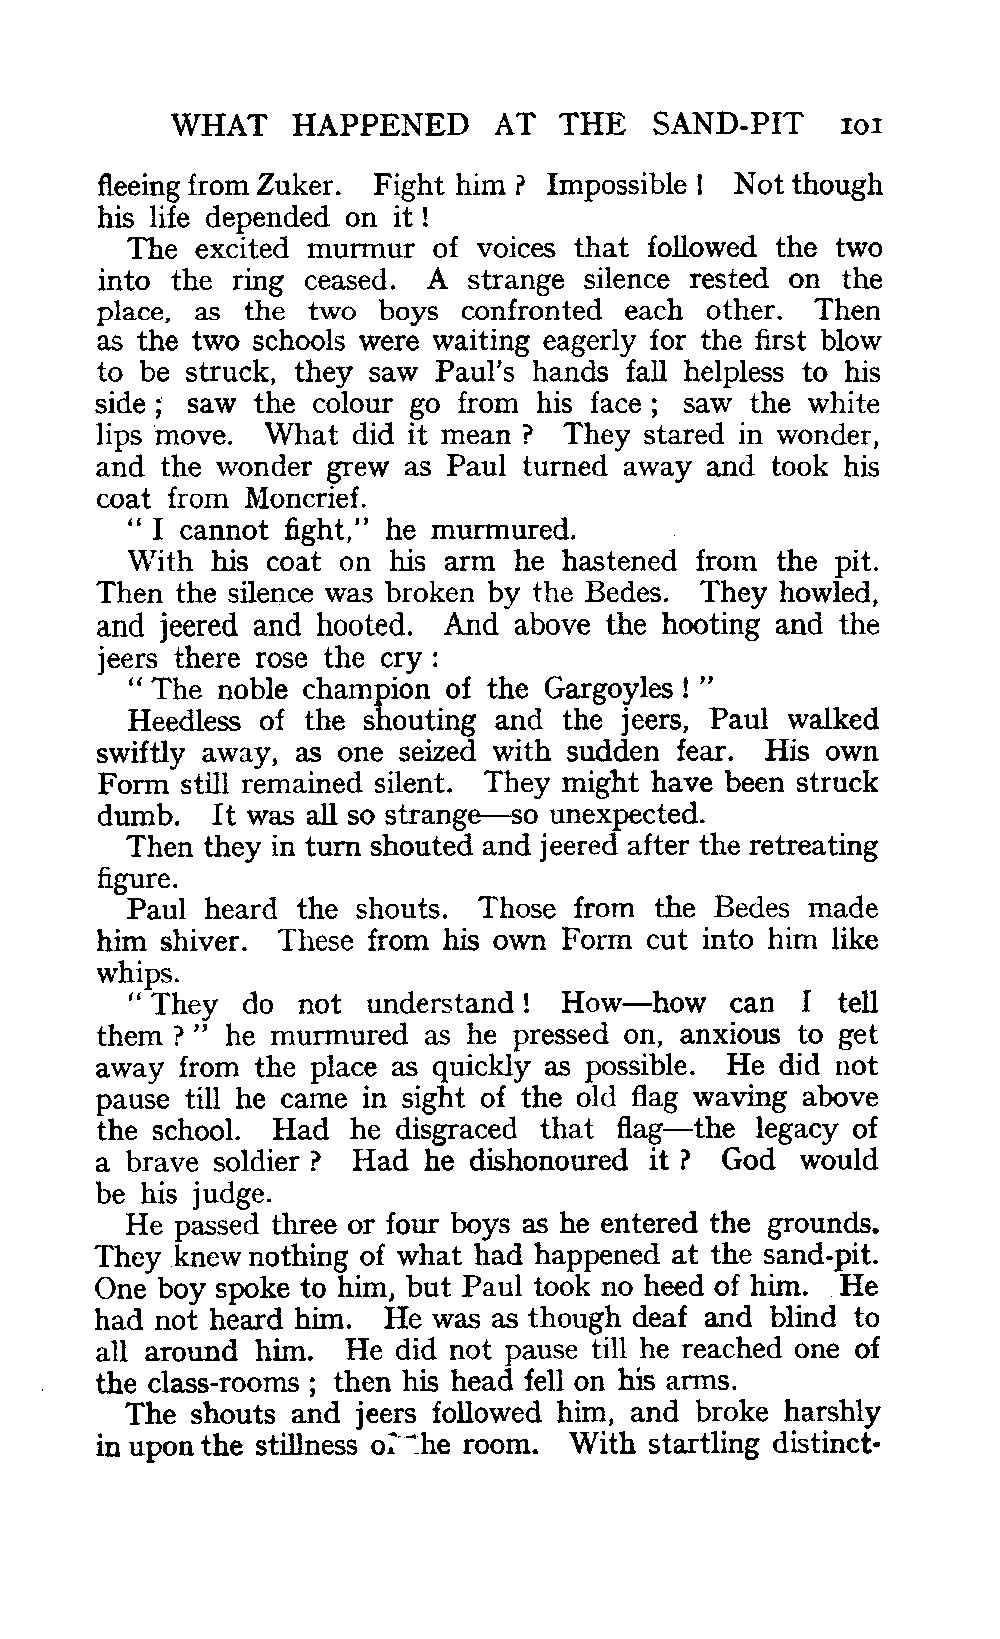 WHAT HAPPENED AT THE SAND-PIT 101
fleeing from Zuker. Fight him ? Impossible ! Not though
his life depended on it !
The excited murmur of voices that followed the two
into the ring ceased. A strange silence rested on the
place, as the two boys confronted each other. Then
as the two schools were waiting eagerly for the first blow
to be struck, they saw Paul's hands fall helpless to his
side ; saw the colour go from his face ; saw the white
lips move. What did it mean ? They stared in wonder,
and the wonder grew as Paul turned away and took his
coat from Moncrief.
" I cannot fight," he murmured.
With his coat on his arm he hastened from the pit.
Then the silence was broken by the Bedes. They howled,
and jeered and hooted. And above the hooting and the
jeers there rose the cry :
" The noble champion of the Gargoyles ! "
Heedless of the shouting and the jeers, Paul walked
swiftly away, as one seized with sudden fear. His own
Form still remained silent. They might have been struck
dumb. It was all so strange—so unexpected.
Then they in turn shouted and jeered after the retreating
figure.
Paul heard the shouts. Those from the Bedes made
him shiver. These from his own Form cut into him like
whips.
" They do not understand ! How—how can I tell
them ? " he murmured as he pressed on, anxious to get
away from the place as quickly as possible. He did not
pause till he came in sight of the old flag waving above
the school. Had he disgraced that flag—the legacy of
a brave soldier ? Had he dishonoured it ? God would
be his judge.
He passed three or four boys as he entered the grounds.
They knew nothing of what had happened at the sand-pit.
One boy spoke to him, but Paul took no heed of him. He
had not heard him. He was as though deaf and blind to
all around him. He did not pause till he reached one of
the class-rooms ; then his head fell on his arms.
The shouts and jeers followed him, and broke harshly
in upon the stillness of the room. With startling distinct-